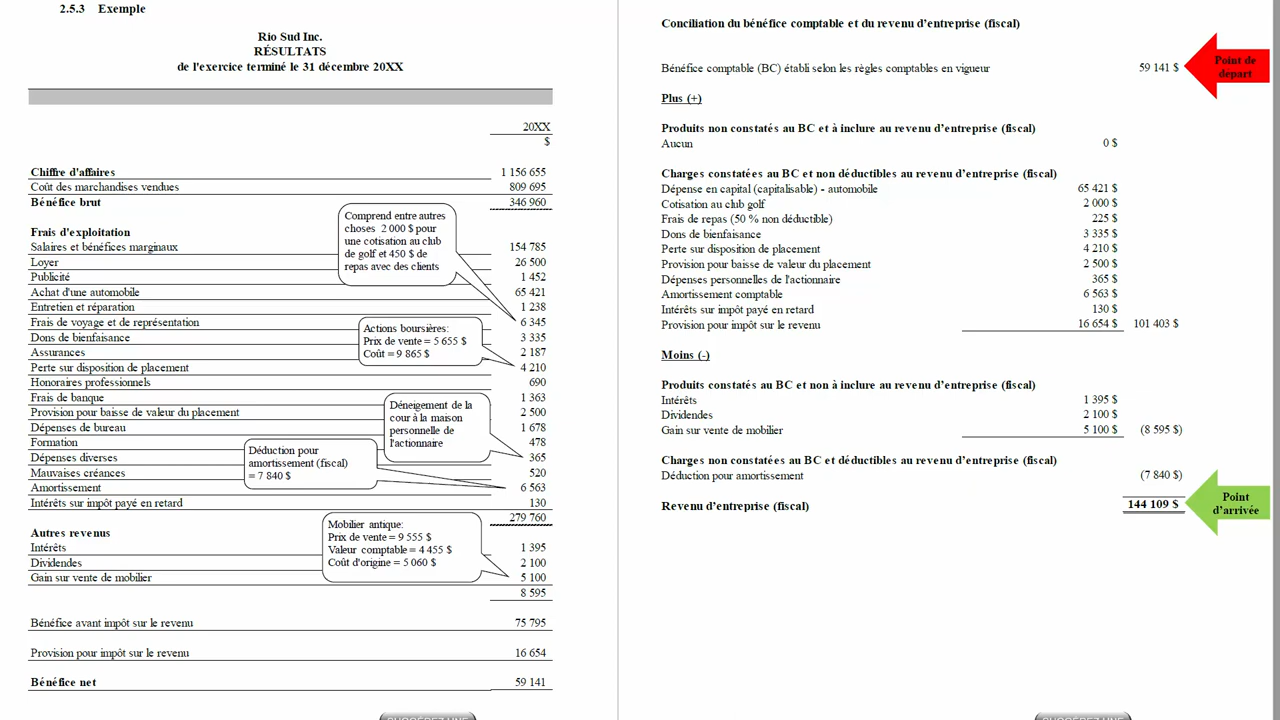 2.5.3 Exemple
Rio Sud Inc.
RÉSULTATS
de l'exercice terminé le 31 décembre 20XX
20XX
$
Chiffre d'affaires 1 156 655
Coût des marchandises vendues 809 695
Bénéfice brut 346 960
Frais d'exploitation
Salaires et bénéfices marginaux 154 785
Loyer 26 500
Publicité 1 452
Achat d'une automobile 65 421
Entretien et réparation 1 238
Frais de voyage et de représentation 6 345
Dons de bienfaisance 3 335
Assurances 2 187
Perte sur disposition de placement 4 210
Honoraires professionnels 690
Frais de banque 1 363
Provision pour baisse de valeur du placement 2 500
Dépenses de bureau 1 678
Formation 478
Dépenses diverses 365
Mauvaises créances 520
Amortissement 6 563
Intérêts sur impôt payé en retard 130
279 760
Autres revenus
Intérêts 1 395
Dividendes 2 100
Gain sur vente de mobilier 5 100
8 595
Bénéfice avant impôt sur le revenu 75 795
Provision pour impôt sur le revenu 16 654
Bénéfice net 59 141
Comprend entre autres
choses 2 000 $ pour
une cotisation au club
de golf et 450 $ de
repas avec des clients
Actions boursières:
Prix de vente = 5 655 $
Coût = 9 865 $
Déneigement de la
cour à la maison
personnelle de
l'actionnaire
Déduction pour
amortissement (fiscal)
= 7 840 $
Mobilier antique:
Prix de vente = 9 555 $
Valeur comptable = 4 455 $
Coût d'origine = 5 060 $
Conciliation du bénéfice comptable et du revenu d'entreprise (fiscal)
Bénéfice comptable (BC) établi selon les règles comptables en vigueur 59 141 $
Point de
départ
Plus (+)
Produits non constatés au BC et à inclure au revenu d'entreprise (fiscal)
Aucun 0 $
Charges constatées au BC et non déductibles au revenu d'entreprise (fiscal)
Dépense en capital (capitalisable) - automobile 65 421 $
Cotisation au club golf 2 000 $
Frais de repas (50 % non déductible) 225 $
Dons de bienfaisance 3 335 $
Perte sur disposition de placement 4 210 $
Provision pour baisse de valeur du placement 2 500 $
Dépenses personnelles de l'actionnaire 365 $
Amortissement comptable 6 563 $
Intérêts sur impôt payé en retard 130 $
Provision pour impôt sur le revenu 16 654 $ 101 403 $
Moins (-)
Produits constatés au BC et non à inclure au revenu d'entreprise (fiscal)
Intérêts 1 395 $
Dividendes 2 100 $
Gain sur vente de mobilier 5 100 $ (8 595 $)
Charges non constatées au BC et déductibles au revenu d'entreprise (fiscal)
Déduction pour amortissement (7 840 $)
Revenu d'entreprise (fiscal) 144 109 $
Point
d'arrivée